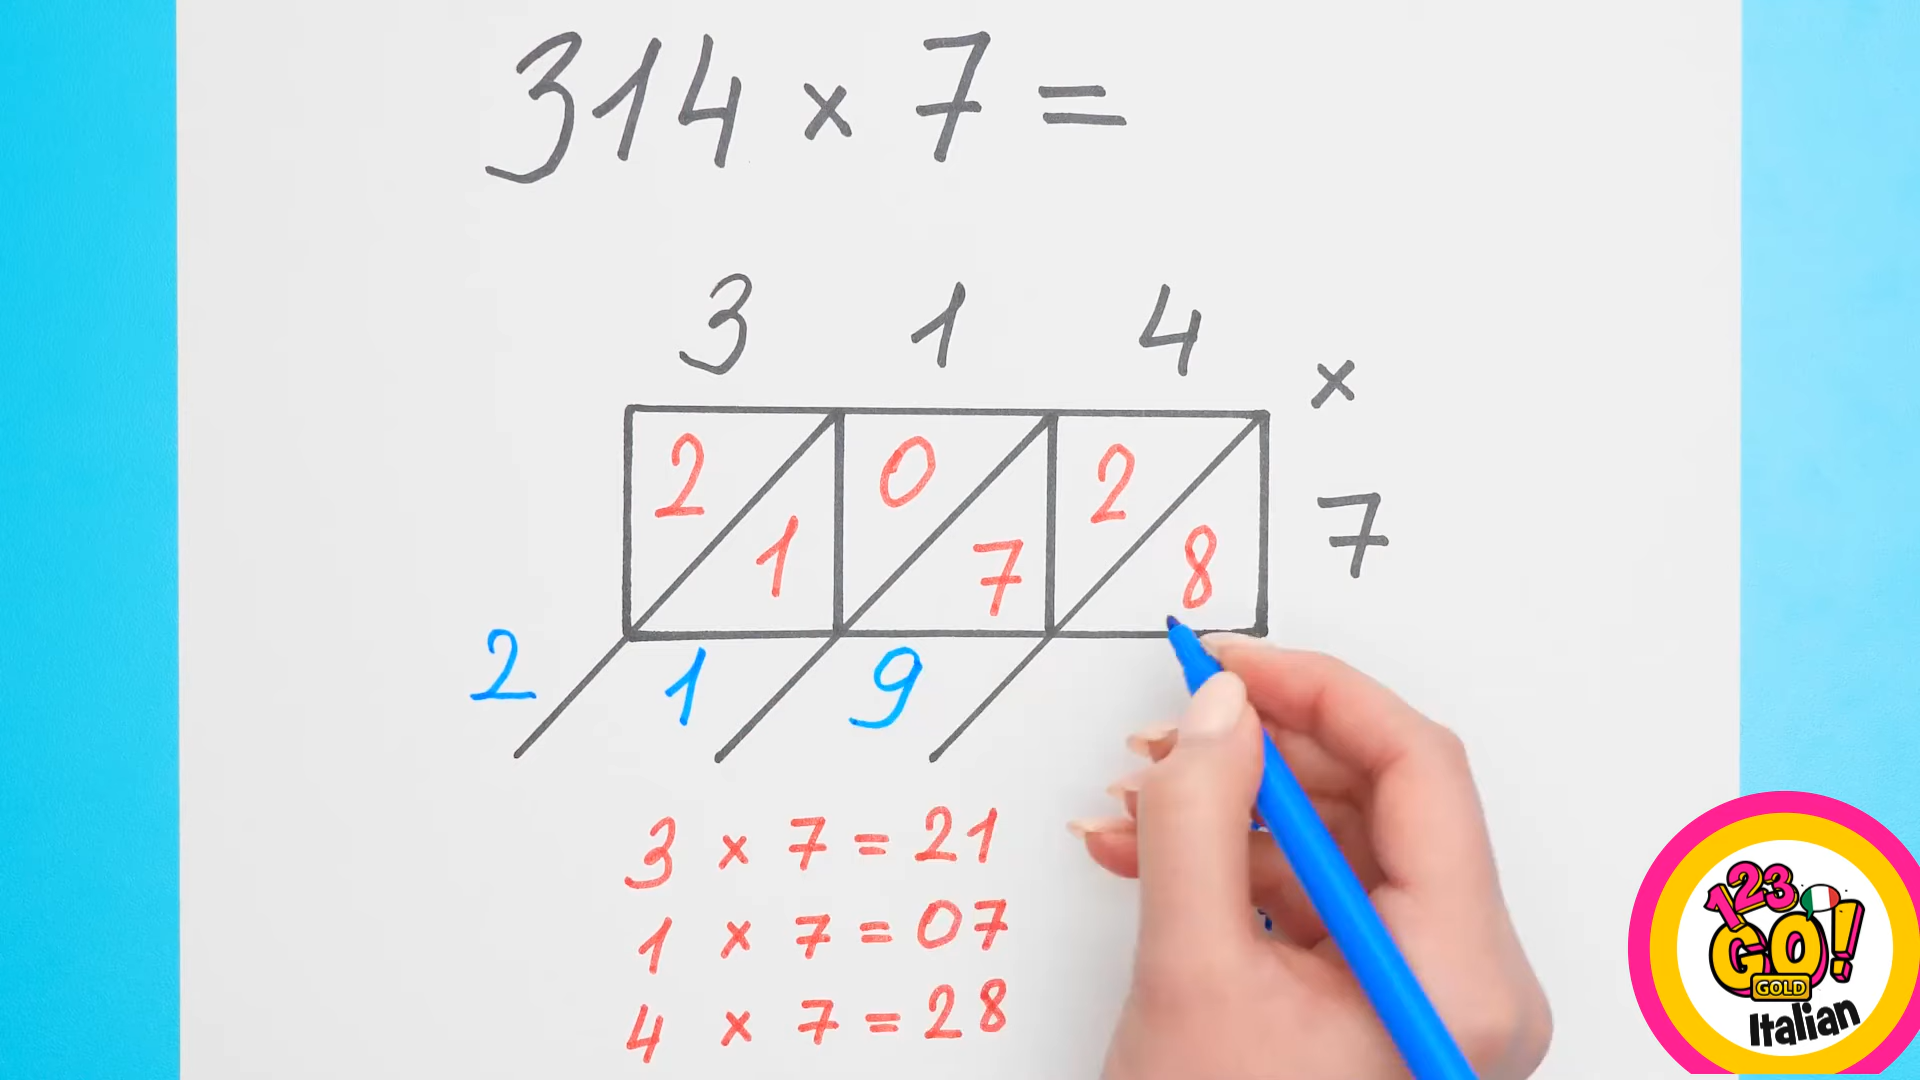 314 × 7 =
3 1 4 ×
2 0 2
1 7 8
7
2 1 9
3 × 7 = 21
1 × 7 = 07
4 × 7 = 28
123
GO!
GOLD
Italian